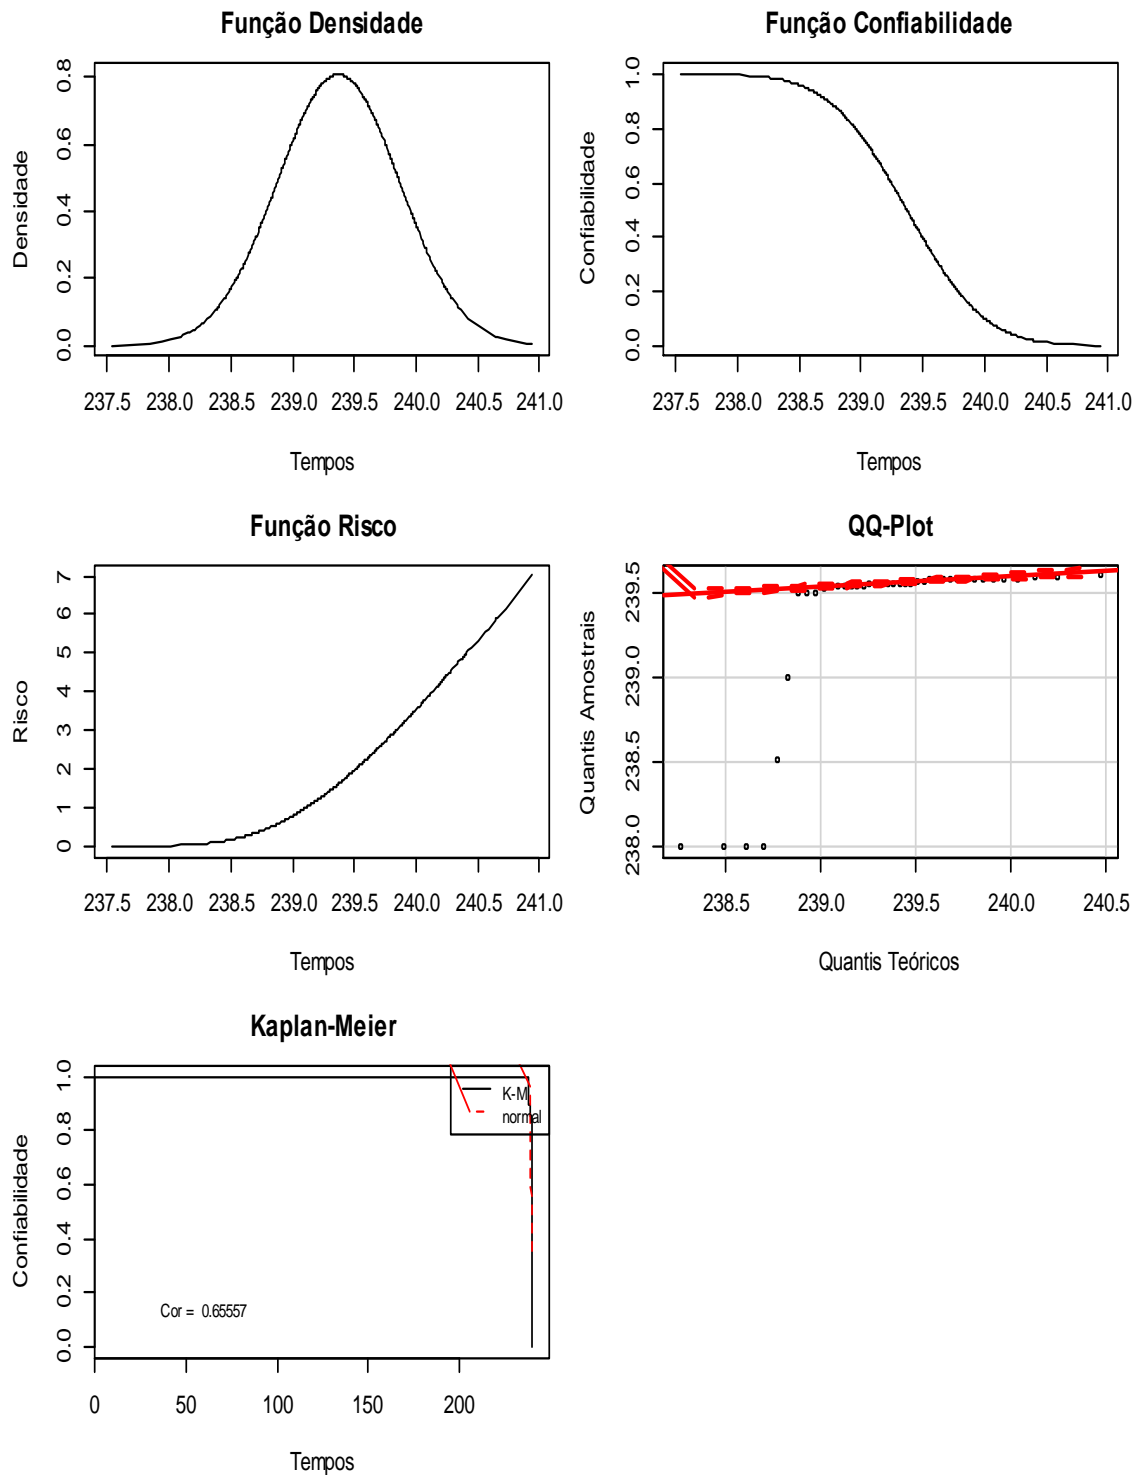 Função Densidade
Densidade
0.0 0.2 0.4 0.6 0.8
237.5 238.0 238.5 239.0 239.5 240.0 240.5 241.0
Tempos
Função Confiabilidade
Confiabilidade
0.0 0.2 0.4 0.6 0.8 1.0
237.5 238.0 238.5 239.0 239.5 240.0 240.5 241.0
Tempos
Função Risco
Risco
0 1 2 3 4 5 6 7
237.5 238.0 238.5 239.0 239.5 240.0 240.5 241.0
Tempos
QQ-Plot
Quantis Amostrais
238.0 238.5 239.0 239.5
238.5 239.0 239.5 240.0 240.5
Quantis Teóricos
Kaplan-Meier
Confiabilidade
0.0 0.2 0.4 0.6 0.8 1.0
K-M
normal
Cor = 0.65557
0 50 100 150 200
Tempos